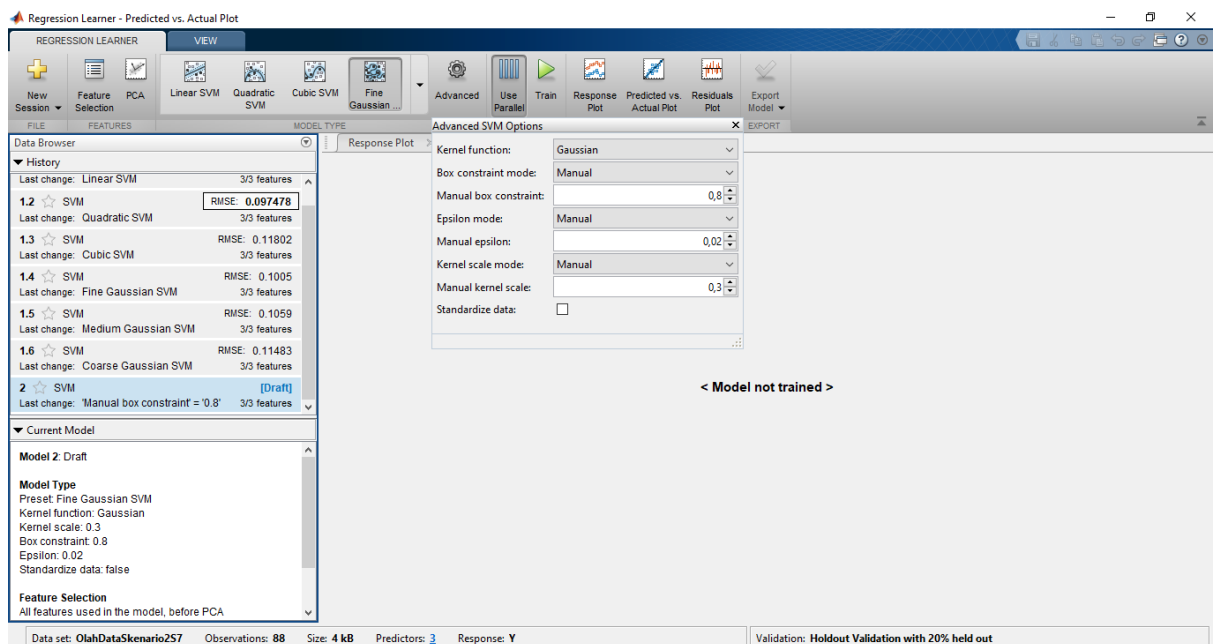 Regression Learner - Predicted vs. Actual Plot
REGRESSION LEARNER VIEW
New Session Feature Selection PCA Linear SVM Quadratic SVM Cubic SVM Fine Gaussian ... Advanced Use Parallel Train Response Plot Predicted vs. Actual Plot Residuals Plot Export Model
FILE FEATURES MODEL TYPE EXPORT
Data Browser
Response Plot
History
Last change: Linear SVM 3/3 features
1.2 SVM RMSE: 0.097478
Last change: Quadratic SVM 3/3 features
1.3 SVM RMSE: 0.11802
Last change: Cubic SVM 3/3 features
1.4 SVM RMSE: 0.1005
Last change: Fine Gaussian SVM 3/3 features
1.5 SVM RMSE: 0.1059
Last change: Medium Gaussian SVM 3/3 features
1.6 SVM RMSE: 0.11483
Last change: Coarse Gaussian SVM 3/3 features
2 SVM [Draft]
Last change: 'Manual box constraint' = '0.8' 3/3 features
Current Model
Model 2: Draft
Model Type
Preset: Fine Gaussian SVM
Kernel function: Gaussian
Kernel scale: 0.3
Box constraint: 0.8
Epsilon: 0.02
Standardize data: false
Feature Selection
All features used in the model, before PCA
Advanced SVM Options
Kernel function: Gaussian
Box constraint mode: Manual
Manual box constraint: 0,8
Epsilon mode: Manual
Manual epsilon: 0,02
Kernel scale mode: Manual
Manual kernel scale: 0,3
Standardize data:
< Model not trained >
Data set: OlahDataSkenario2S7 Observations: 88 Size: 4 kB Predictors: 3 Response: Y Validation: Holdout Validation with 20% held out